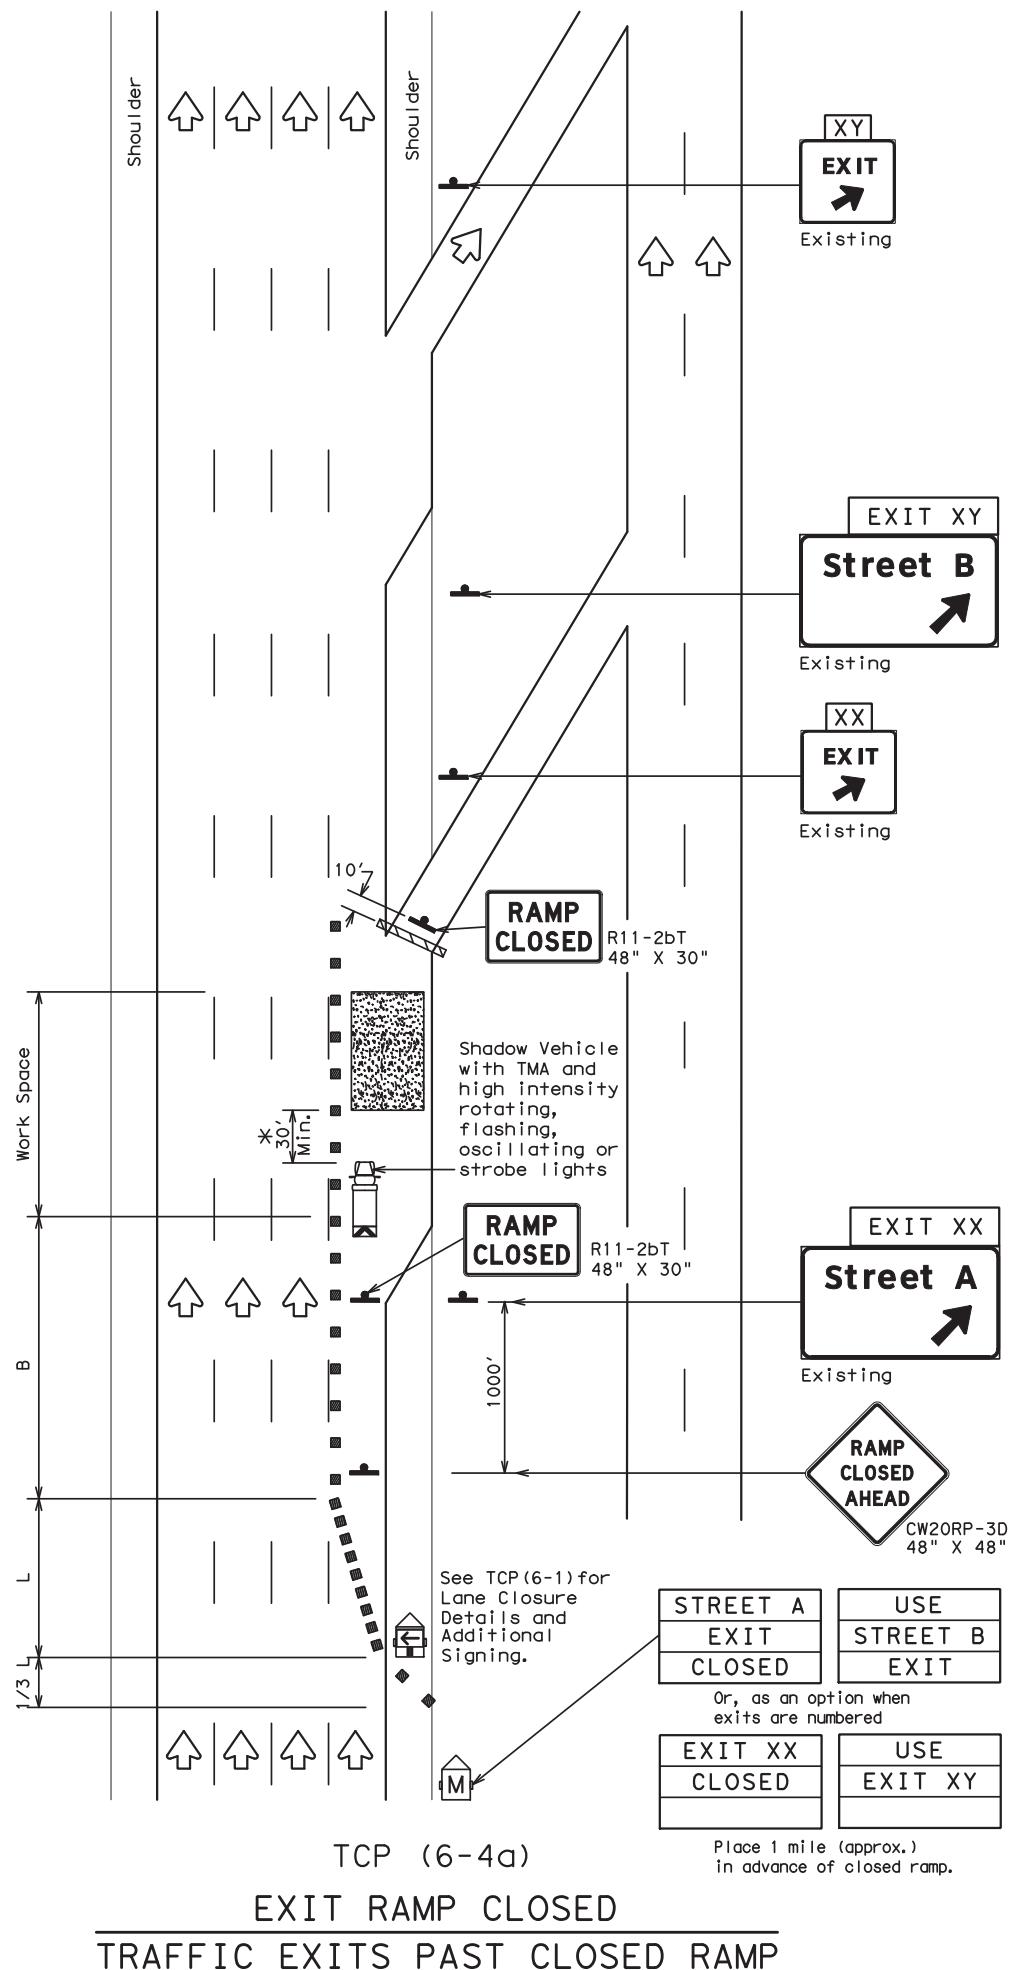 Shoulder
Shoulder
XY
EXIT
Existing
EXIT XY
Street B
Existing
XX
EXIT
Existing
10'
RAMP
CLOSED
R11-2bT
48" X 30"
Work Space
*
30'
Min.
Shadow Vehicle
with TMA and
high intensity
rotating,
flashing,
oscillating or
strobe lights
RAMP
CLOSED
R11-2bT
48" X 30"
EXIT XX
Street A
Existing
B
1000'
RAMP
CLOSED
AHEAD
CW20RP-3D
48" X 48"
L
See TCP(6-1)for
Lane Closure
Details and
Additional
Signing.
1/3 L
STREET A
EXIT
CLOSED
USE
STREET B
EXIT
Or, as an option when
exits are numbered
EXIT XX
CLOSED
USE
EXIT XY
M
Place 1 mile (approx.)
in advance of closed ramp.
TCP (6-4a)
EXIT RAMP CLOSED
TRAFFIC EXITS PAST CLOSED RAMP